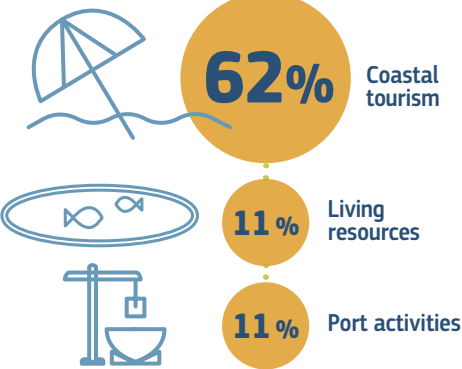 62%
Coastal
tourism
11 %
Living
resources
11 %
Port activities